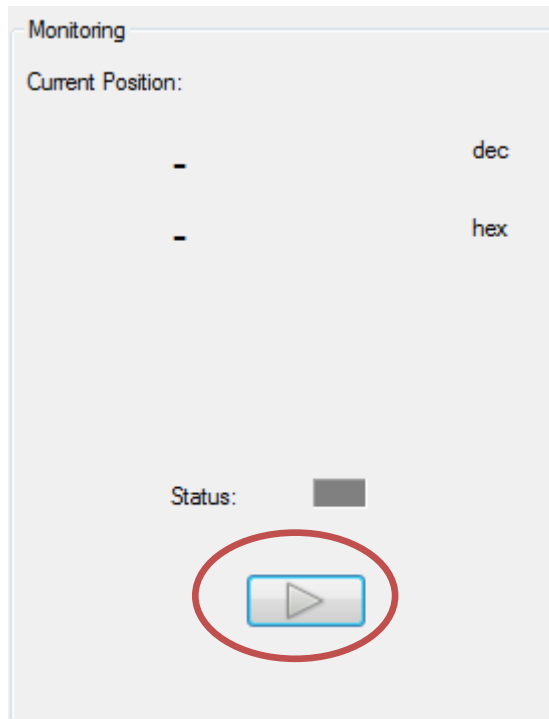 Monitoring
Current Position:
- dec
- hex
Status: